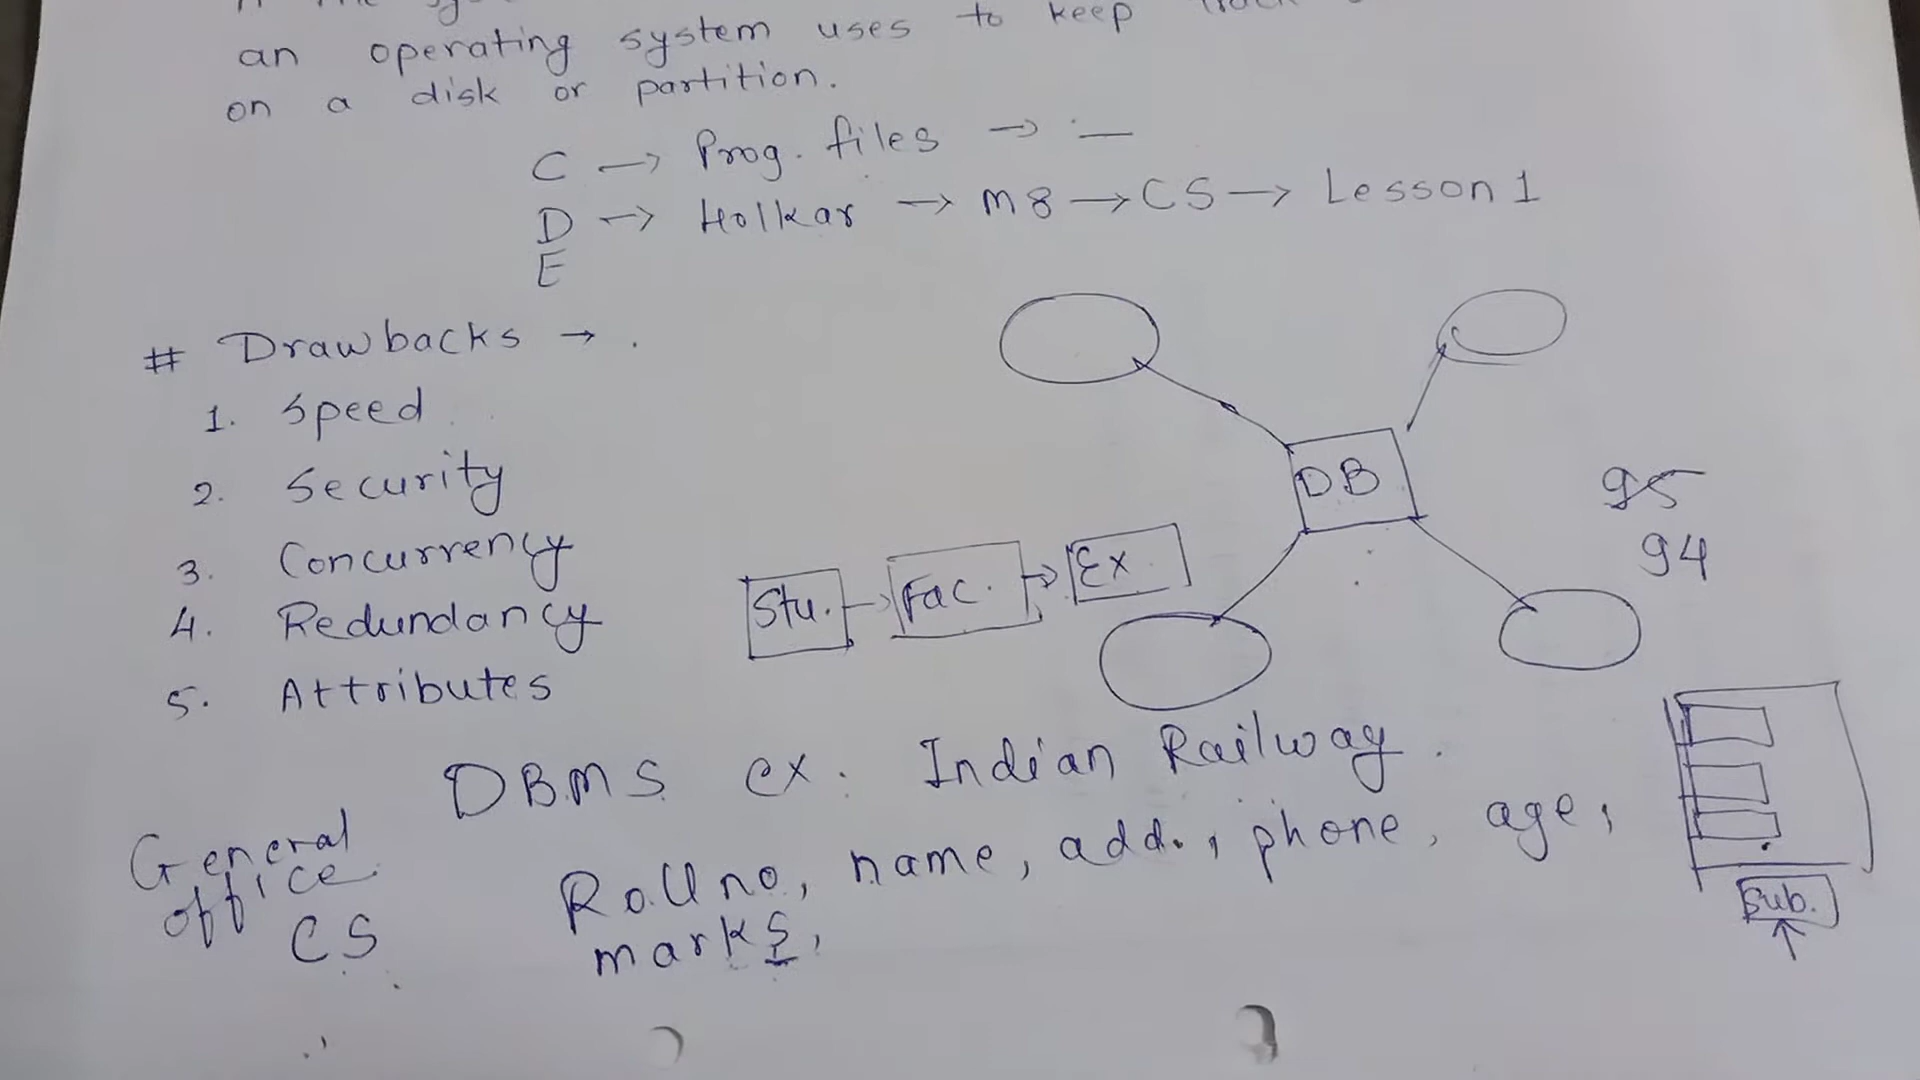 an operating system uses to keep
on a disk or partition.
C → Prog. files → —
D → Holkar → M8 → CS → Lesson 1
E
# Drawbacks → .
1. Speed
2. Security
3. Concurrency
4. Redundancy
5. Attributes
DB
95
94
Stu. → Fac. → Ex.
DBMS ex: Indian Railway.
General
office
CS
Roll no, name, add., phone, age,
marks,
Sub.